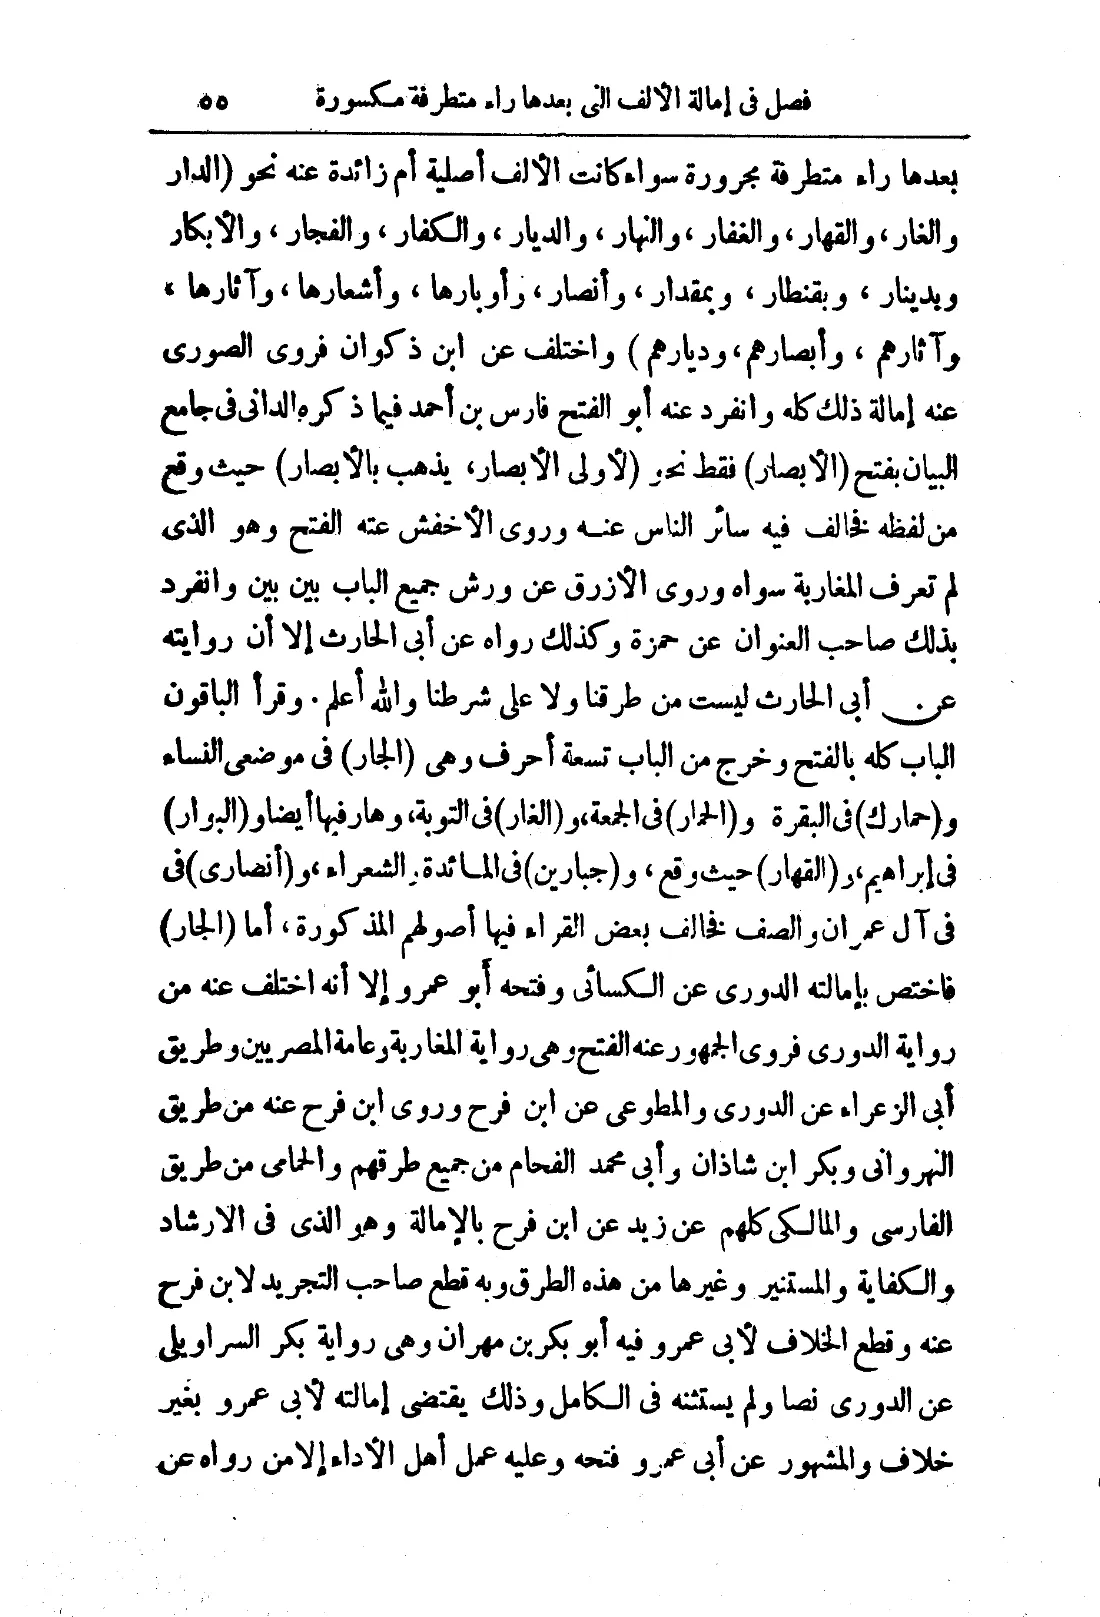 فصل فى إمالة الألف التى بعدها راء متطرفة مكسورة ٥٥
بعدها راء متطرفة مجرورة سواء كانت الألف أصلية أم زائدة عنه نحو (الدار
والغار، والقهار، والغفار، والنهار، والديار، والكفار، والفجار، والأبكار
وبدينار، وبقنطار، وبمقدار، وأنصار، وأوبارها، وأشعارها، وآثارها،
وآثارهم، وأبصارهم، وديارهم) واختلف عن ابن ذكوان فروى الصورى
عنه إمالة ذلك كله وانفرد عنه أبو الفتح فارس بن أحمد فيما ذكره الدانى فى جامع
البيان بفتح (الأبصار) فقط نحو (لأولى الأبصار، يذهب بالأبصار) حيث وقع
من لفظه فخالف فيه سائر الناس عنه وروى الأخفش عنه الفتح وهو الذى
لم تعرف المغاربة سواه وروى الأزرق عن ورش جميع الباب بين بين وانفرد
بذلك صاحب العنوان عن حمزة وكذلك رواه عن أبى الحارث إلا أن روايته
عن أبى الحارث ليست من طرقنا ولا على شرطنا والله أعلم. وقرأ الباقون
الباب كله بالفتح وخرج من الباب تسعة أحرف وهى (الجار) فى موضعى النساء
و(حمارك) فى البقرة و(الحمار) فى الجمعة، و(الغار) فى التوبة، وهار فيها أيضا و(البوار)
فى إبراهيم، و(القهار) حيث وقع، و(جبارين) فى المائدة والشعراء، و(أنصارى) فى
فى آل عمران والصف فخالف بعض القراء فيها أصولهم المذكورة، أما (الجار)
فاختص بإمالته الدورى عن الكسائى وفتحه أبو عمرو إلا أنه اختلف عنه من
رواية الدورى فروى الجمهور عنه الفتح وهى رواية المغاربة وعامة المصريين وطريق
أبى الزعراء عن الدورى والمطوعى عن ابن فرح وروى ابن فرح عنه من طريق
النهروانى وبكر ابن شاذان وأبى محمد الفحام من جميع طرقهم والحمامى من طريق
الفارسى والمالكى كلهم عن زيد عن ابن فرح بالإمالة وهو الذى فى الارشاد
والكفاية والمستنير وغيرها من هذه الطرق وبه قطع صاحب التجريد لابن فرح
عنه وقطع الخلاف لأبى عمرو فيه أبو بكر بن مهران وهى رواية بكر السراويلى
عن الدورى نصا ولم يستثنه فى الكامل وذلك يقتضى إمالته لأبى عمرو بغير
خلاف والمشهور عن أبى عمرو فتحه وعليه عمل أهل الأداء إلا من رواه عن